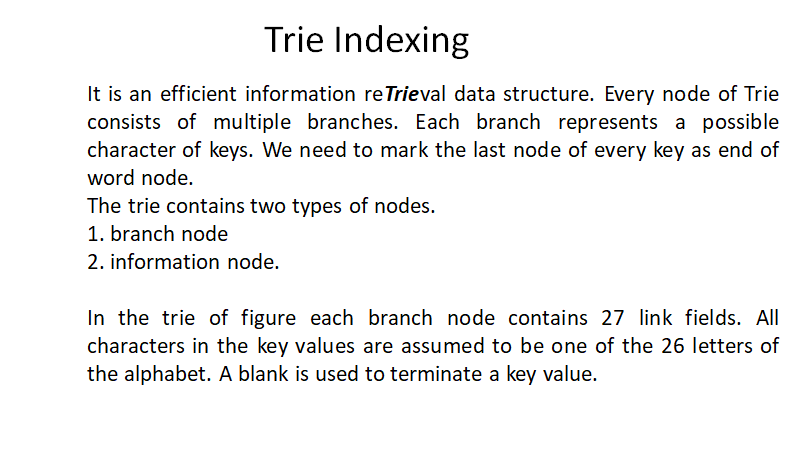 Trie Indexing
It is an efficient information reTrieval data structure. Every node of Trie
consists of multiple branches. Each branch represents a possible
character of keys. We need to mark the last node of every key as end of
word node.
The trie contains two types of nodes.
1. branch node
2. information node.
In the trie of figure each branch node contains 27 link fields. All
characters in the key values are assumed to be one of the 26 letters of
the alphabet. A blank is used to terminate a key value.